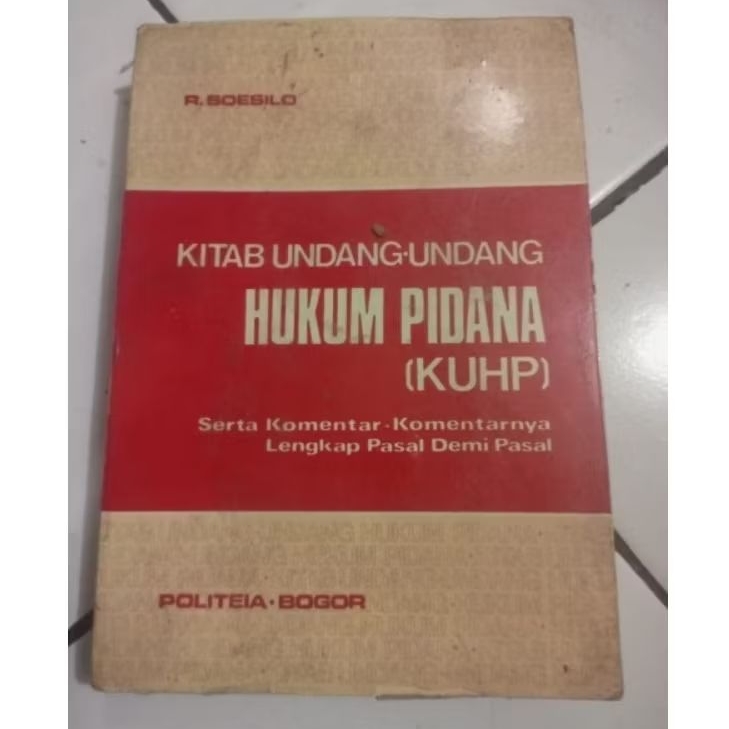 R. SOESILO
KITAB UNDANG-UNDANG
HUKUM PIDANA
(KUHP)
Serta Komentar-Komentarnya
Lengkap Pasal Demi Pasal
POLITEIA - BOGOR